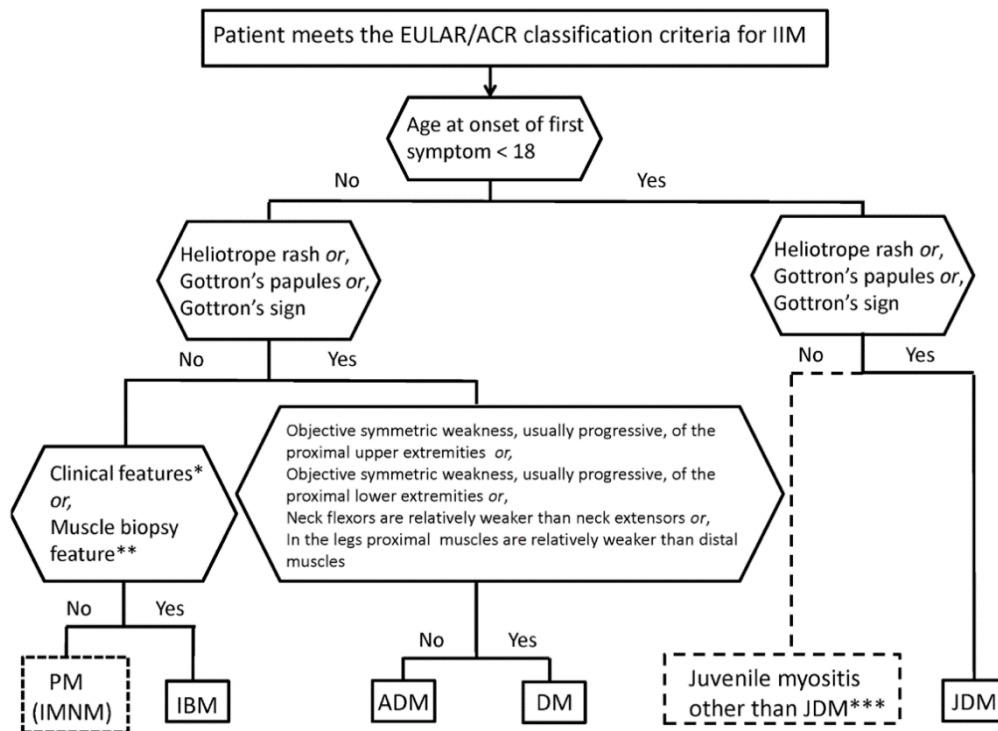 Patient meets the EULAR/ACR classification criteria for IIM
Age at onset of first
symptom < 18
No
Yes
Heliotrope rash or,
Gottron's papules or,
Gottron's sign
Heliotrope rash or,
Gottron's papules or,
Gottron's sign
No
Yes
No
Yes
Clinical features*
or,
Muscle biopsy
feature**
Objective symmetric weakness, usually progressive, of the
proximal upper extremities or,
Objective symmetric weakness, usually progressive, of the
proximal lower extremities or,
Neck flexors are relatively weaker than neck extensors or,
In the legs proximal muscles are relatively weaker than distal
muscles
No
Yes
No
Yes
PM
(IMNM)
IBM
ADM
DM
Juvenile myositis
other than JDM***
JDM